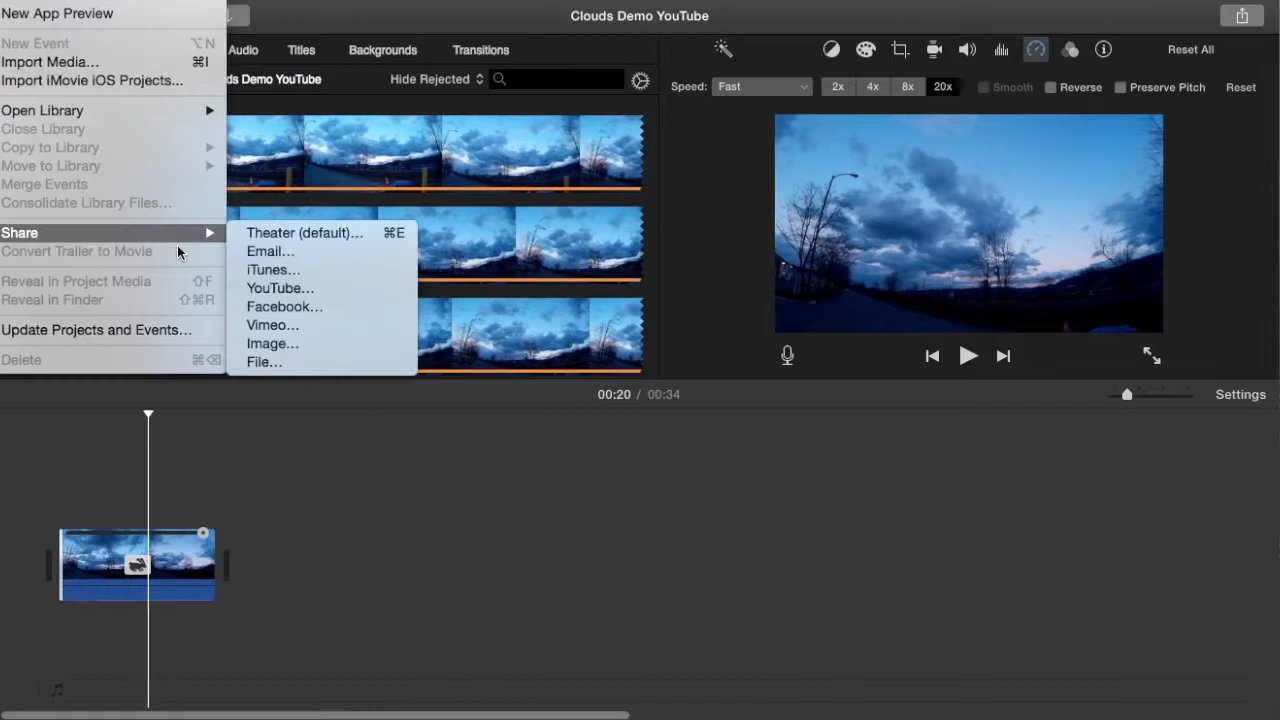 New App Preview
New Event ⌥N
Import Media... ⌘I
Import iMovie iOS Projects...
Open Library
Close Library
Copy to Library
Move to Library
Merge Events
Consolidate Library Files...
Share
Convert Trailer to Movie
Reveal in Project Media ⇧F
Reveal in Finder ⇧⌘R
Update Projects and Events...
Delete ⌘⌫
Theater (default)... ⌘E
Email...
iTunes...
YouTube...
Facebook...
Vimeo...
Image...
File...
Clouds Demo YouTube
Audio Titles Backgrounds Transitions
ds Demo YouTube Hide Rejected
Reset All
Speed: Fast 2x 4x 8x 20x Smooth Reverse Preserve Pitch Reset
00:20 / 00:34 Settings